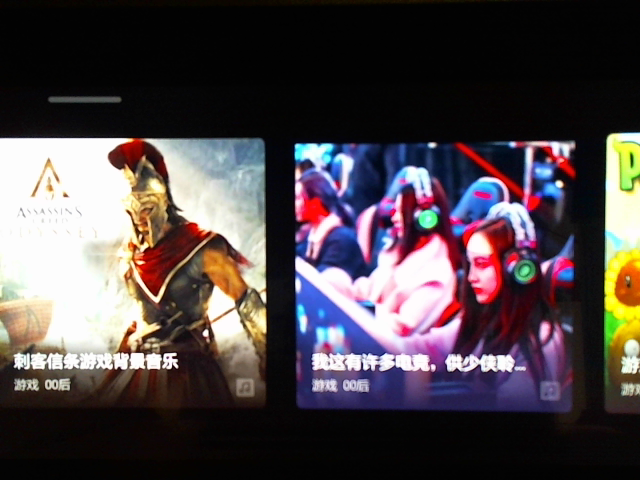 ASSASSIN'S
CREED
ODYSSEY
刺客信条游戏背景音乐
游戏 00后
我这有许多电竞，供少侠聆...
游戏 00后
P
游
游戏